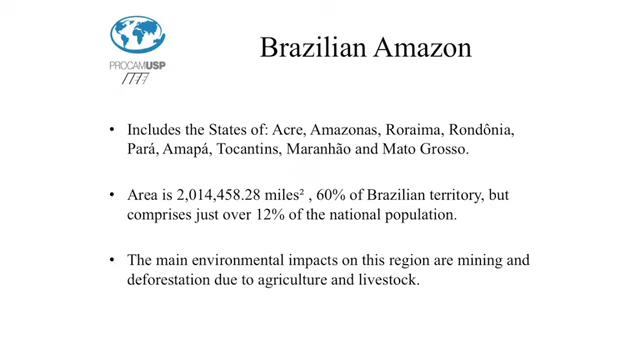 PROCAMUSP
Brazilian Amazon
• Includes the States of: Acre, Amazonas, Roraima, Rondônia,
Pará, Amapá, Tocantins, Maranhão and Mato Grosso.
• Area is 2,014,458.28 miles² , 60% of Brazilian territory, but
comprises just over 12% of the national population.
• The main environmental impacts on this region are mining and
deforestation due to agriculture and livestock.